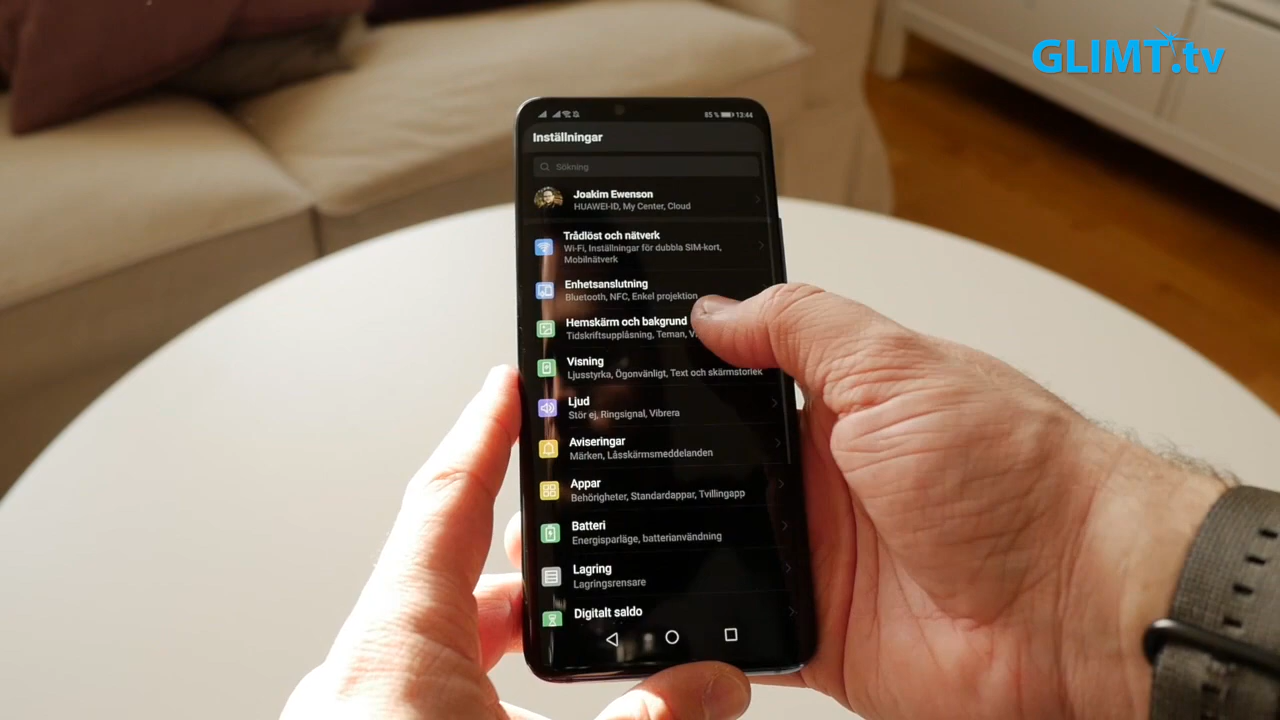 GLIMT.tv
85 % 13:44
Inställningar
Sökning
Joakim Ewenson
HUAWEI-ID, My Center, Cloud
Trådlöst och nätverk
Wi-Fi, Inställningar för dubbla SIM-kort,
Mobilnätverk
Enhetsanslutning
Bluetooth, NFC, Enkel projektion
Hemskärm och bakgrund
Tidskriftsupplåsning, Teman,
Visning
Ljusstyrka, Ögonvänligt, Text och skärmstorlek
Ljud
Stör ej, Ringsignal, Vibrera
Aviseringar
Märken, Låsskärmsmeddelanden
Appar
Behörigheter, Standardappar, Tvillingapp
Batteri
Energisparläge, batterianvändning
Lagring
Lagringsrensare
Digitalt saldo